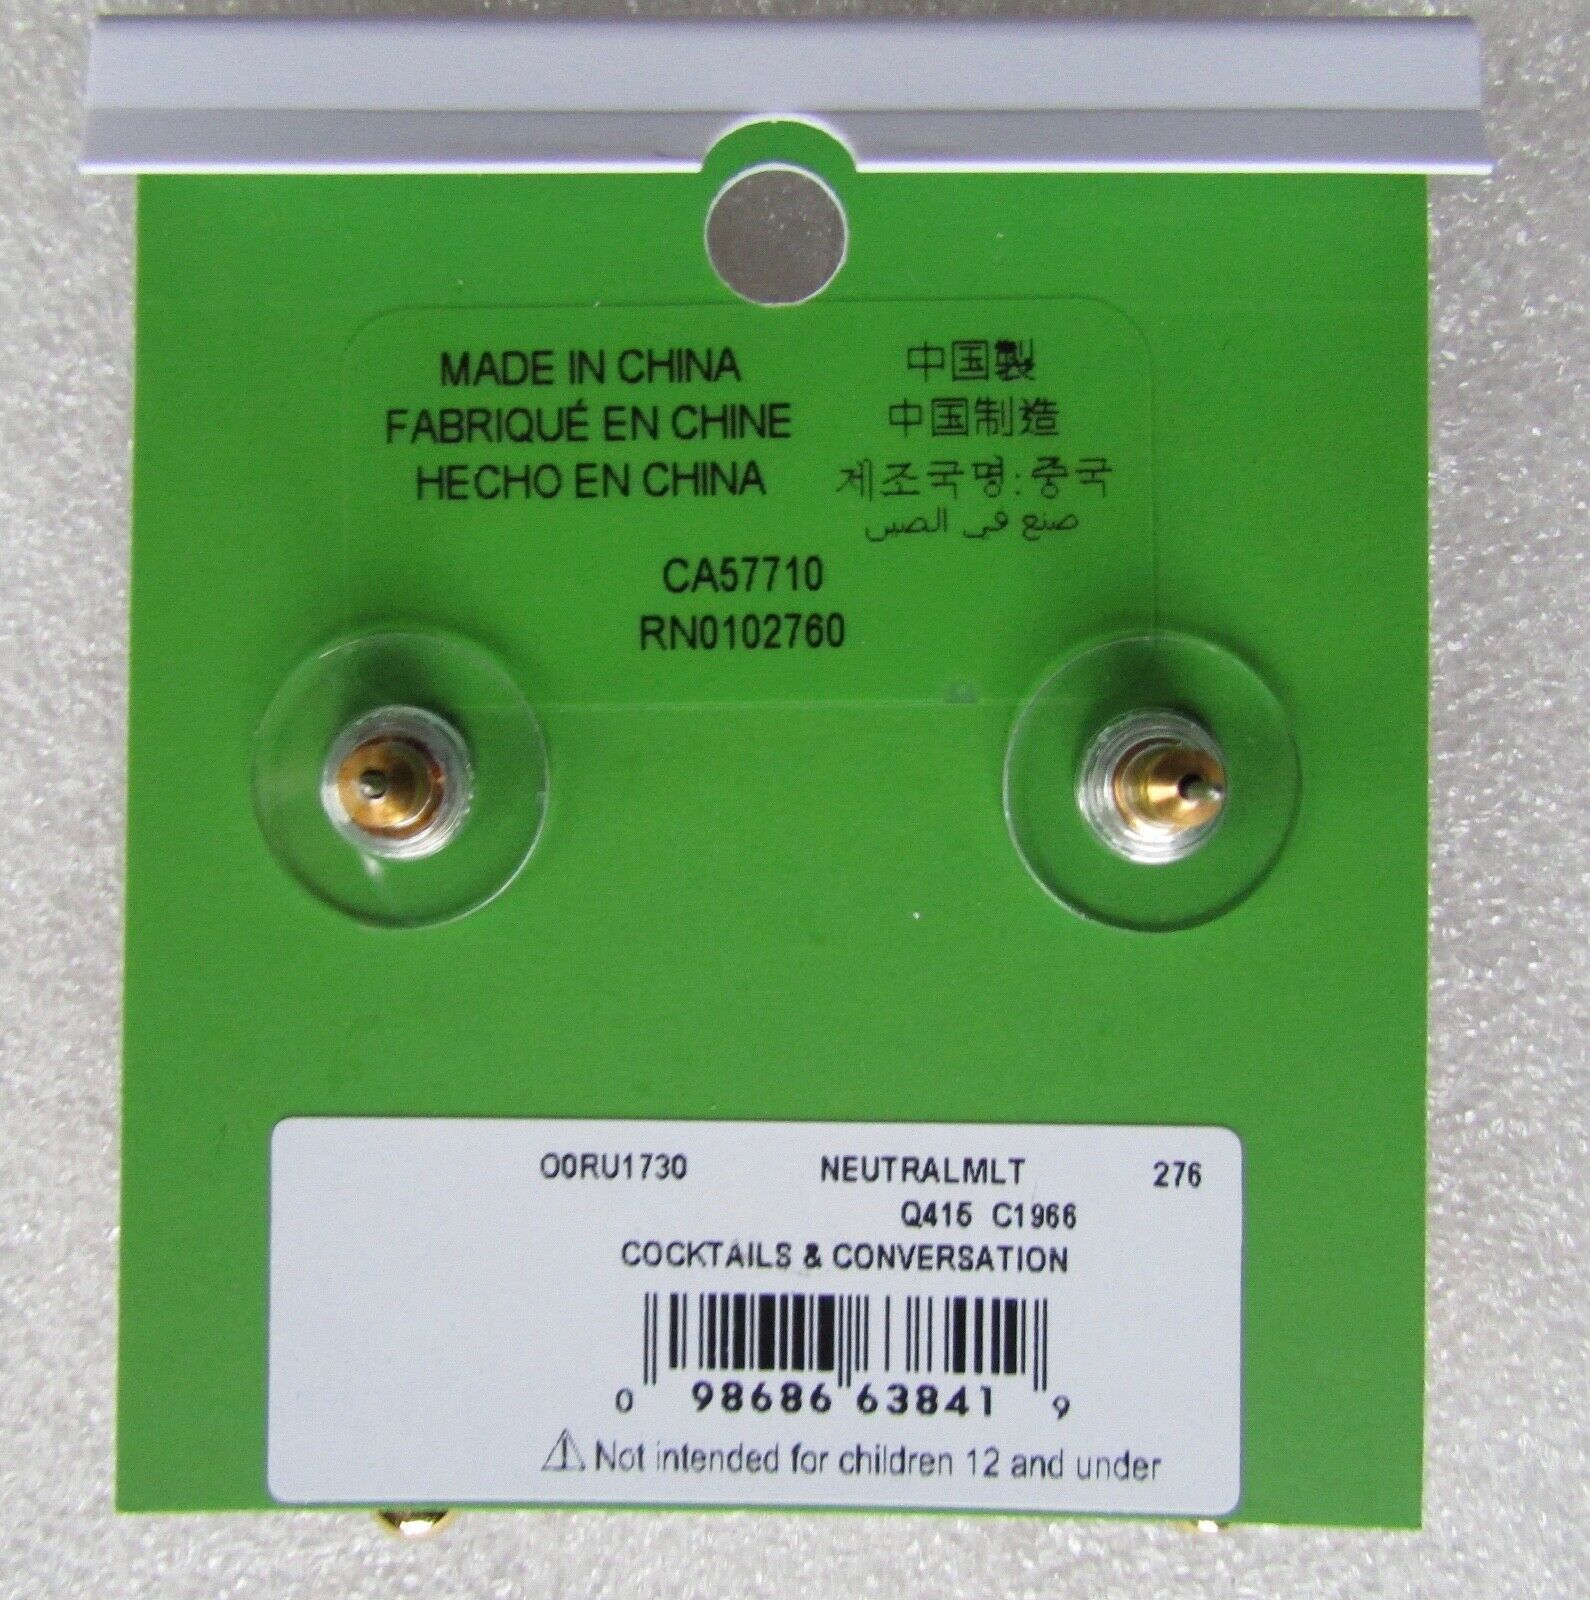 MADE IN CHINA
FABRIQUÉ EN CHINE
HECHO EN CHINA
中国製
中国制造
제조국명:중국
صنع في الصين
CA57710
RN0102760
O0RU1730 NEUTRALMLT 276
Q415 C1966
COCKTAILS & CONVERSATION
0 98686 63841 9
⚠ Not intended for children 12 and under